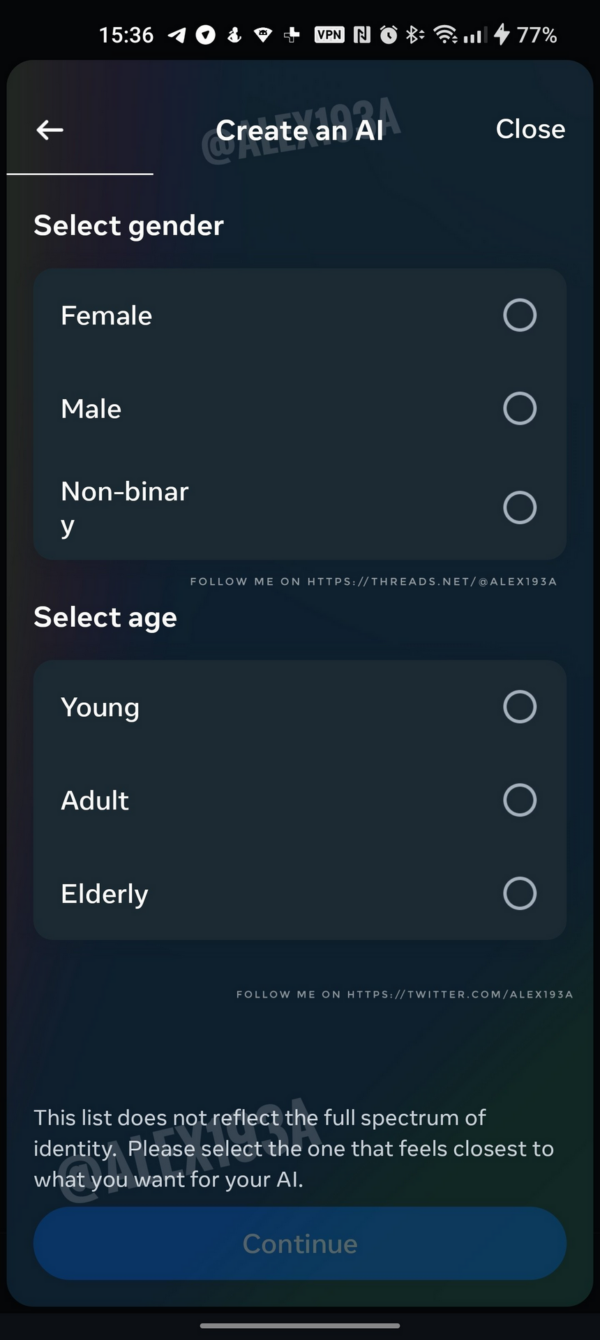 15:36 VPN 77%
@ALEX193A
Create an AI
Close
Select gender
Female
Male
Non-binar
y
FOLLOW ME ON HTTPS://THREADS.NET/@ALEX193A
Select age
Young
Adult
Elderly
FOLLOW ME ON HTTPS://TWITTER.COM/ALEX193A
@ALEX193A
This list does not reflect the full spectrum of
identity.  Please select the one that feels closest to
what you want for your AI.
Continue